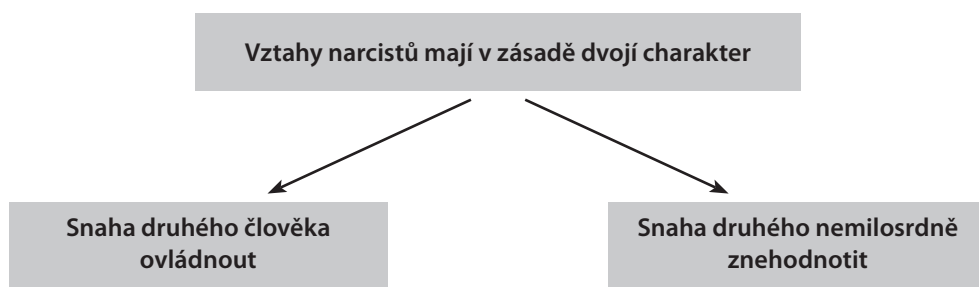 Vztahy narcistů mají v zásadě dvojí charakter
Snaha druhého člověka
ovládnout
Snaha druhého nemilosrdně
znehodnotit